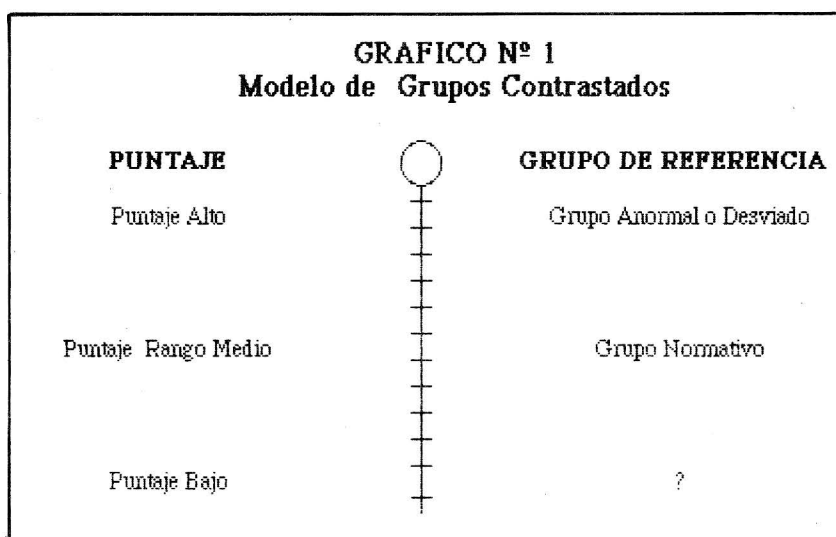 GRAFICO Nº 1
Modelo de Grupos Contrastados
PUNTAJE GRUPO DE REFERENCIA
Puntaje Alto Grupo Anormal o Desviado
Puntaje Rango Medio Grupo Normativo
Puntaje Bajo ?